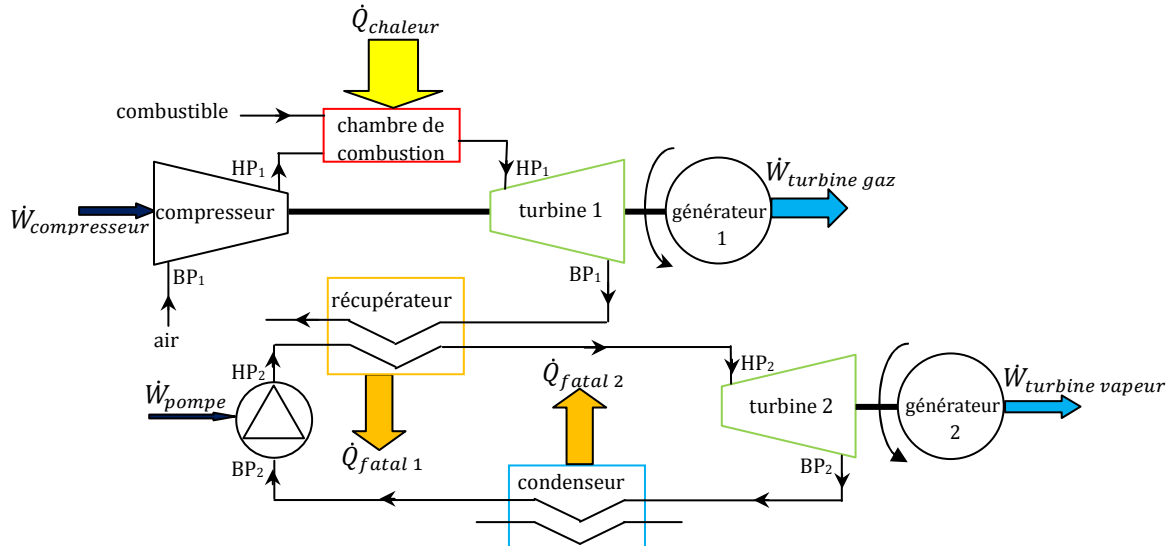 Q̇chaleur
combustible
chambre de
combustion
HP₁
HP₁
Ẇcompresseur
compresseur
turbine 1
générateur
1
Ẇturbine gaz
BP₁
BP₁
air
récupérateur
HP₂
HP₂
Ẇpompe
Q̇fatal 1
Q̇fatal 2
turbine 2
générateur
2
Ẇturbine vapeur
BP₂
BP₂
condenseur